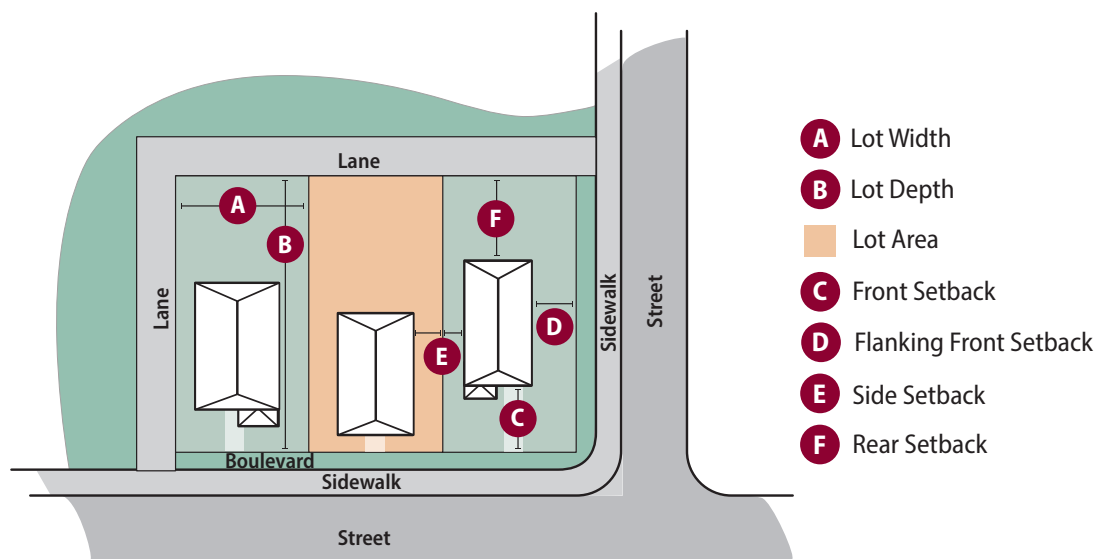 Lane
A
B
F
Lane
Sidewalk
Street
D
E
C
Boulevard
Sidewalk
Street
A Lot Width
B Lot Depth
Lot Area
C Front Setback
D Flanking Front Setback
E Side Setback
F Rear Setback